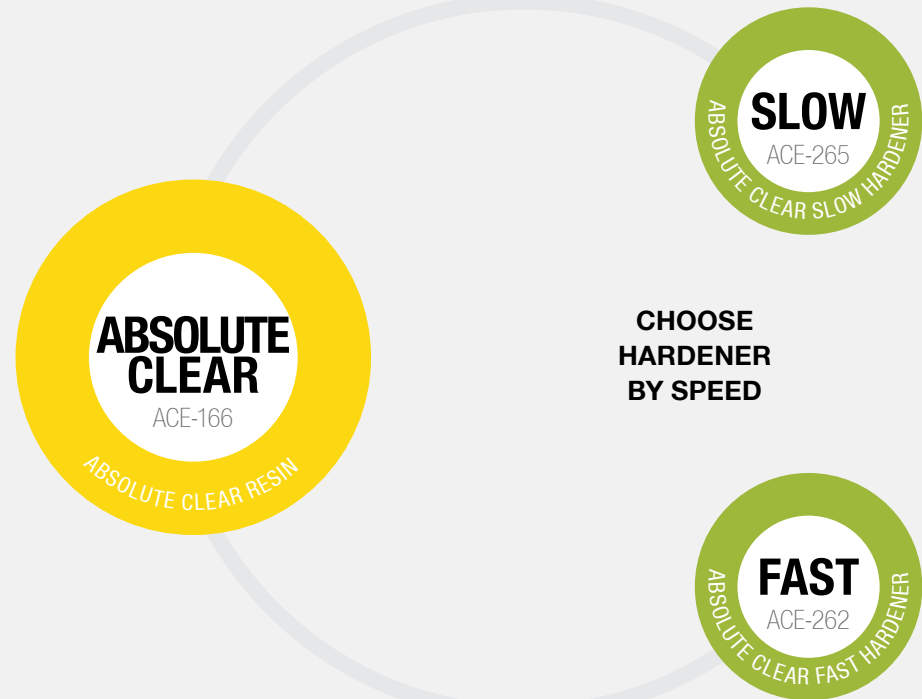 ABSOLUTE
CLEAR
ACE-166
ABSOLUTE CLEAR RESIN
SLOW
ACE-265
ABSOLUTE CLEAR SLOW HARDENER
CHOOSE
HARDENER
BY SPEED
FAST
ACE-262
ABSOLUTE CLEAR FAST HARDENER